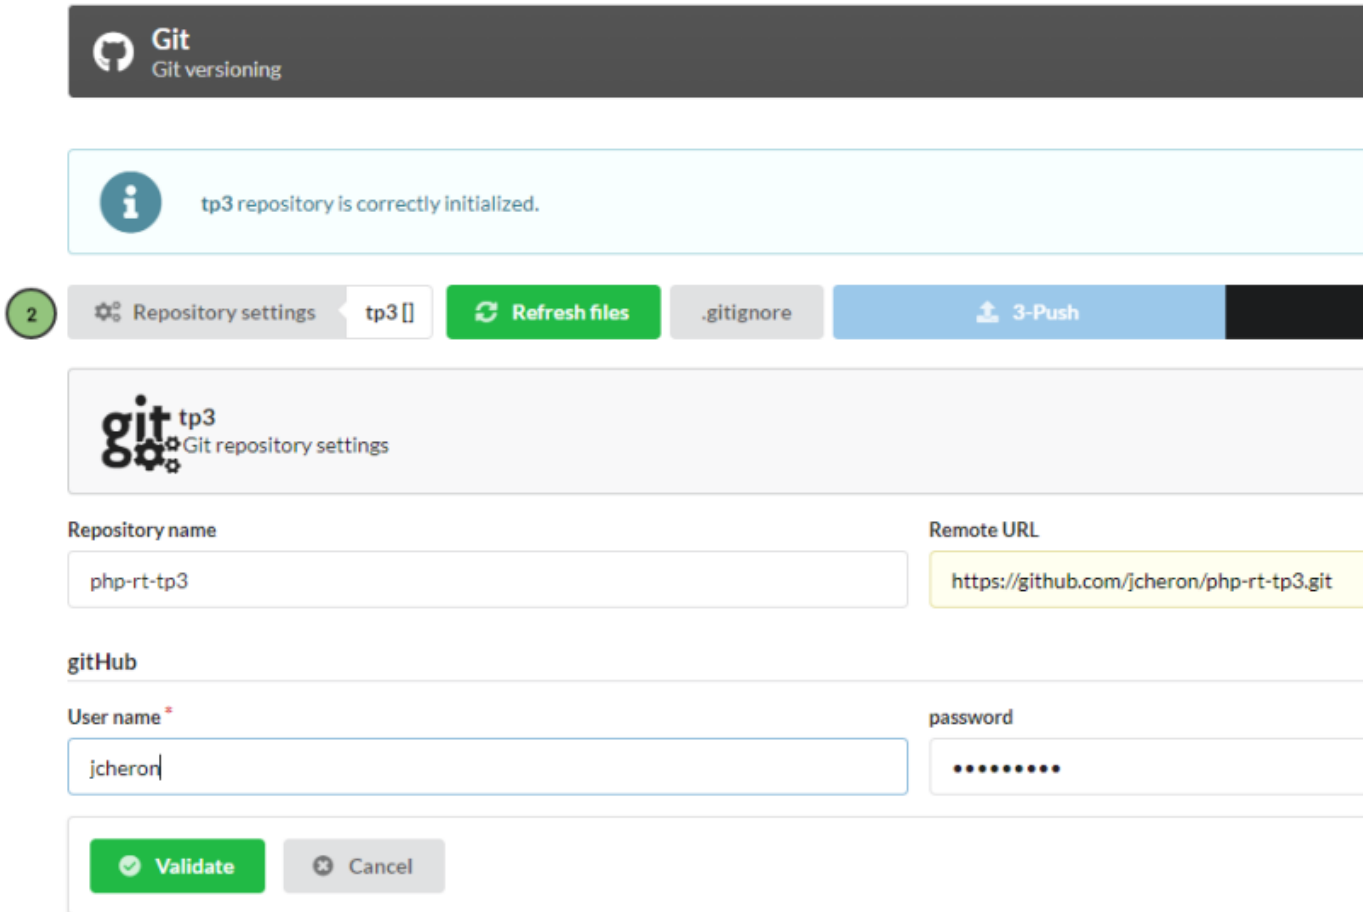 Git
Git versioning
tp3 repository is correctly initialized.
2
Repository settings
tp3 []
Refresh files
.gitignore
3-Push
git
tp3
Git repository settings
Repository name
Remote URL
php-rt-tp3
https://github.com/jcheron/php-rt-tp3.git
gitHub
User name *
password
jcheron
•••••••••
Validate
Cancel